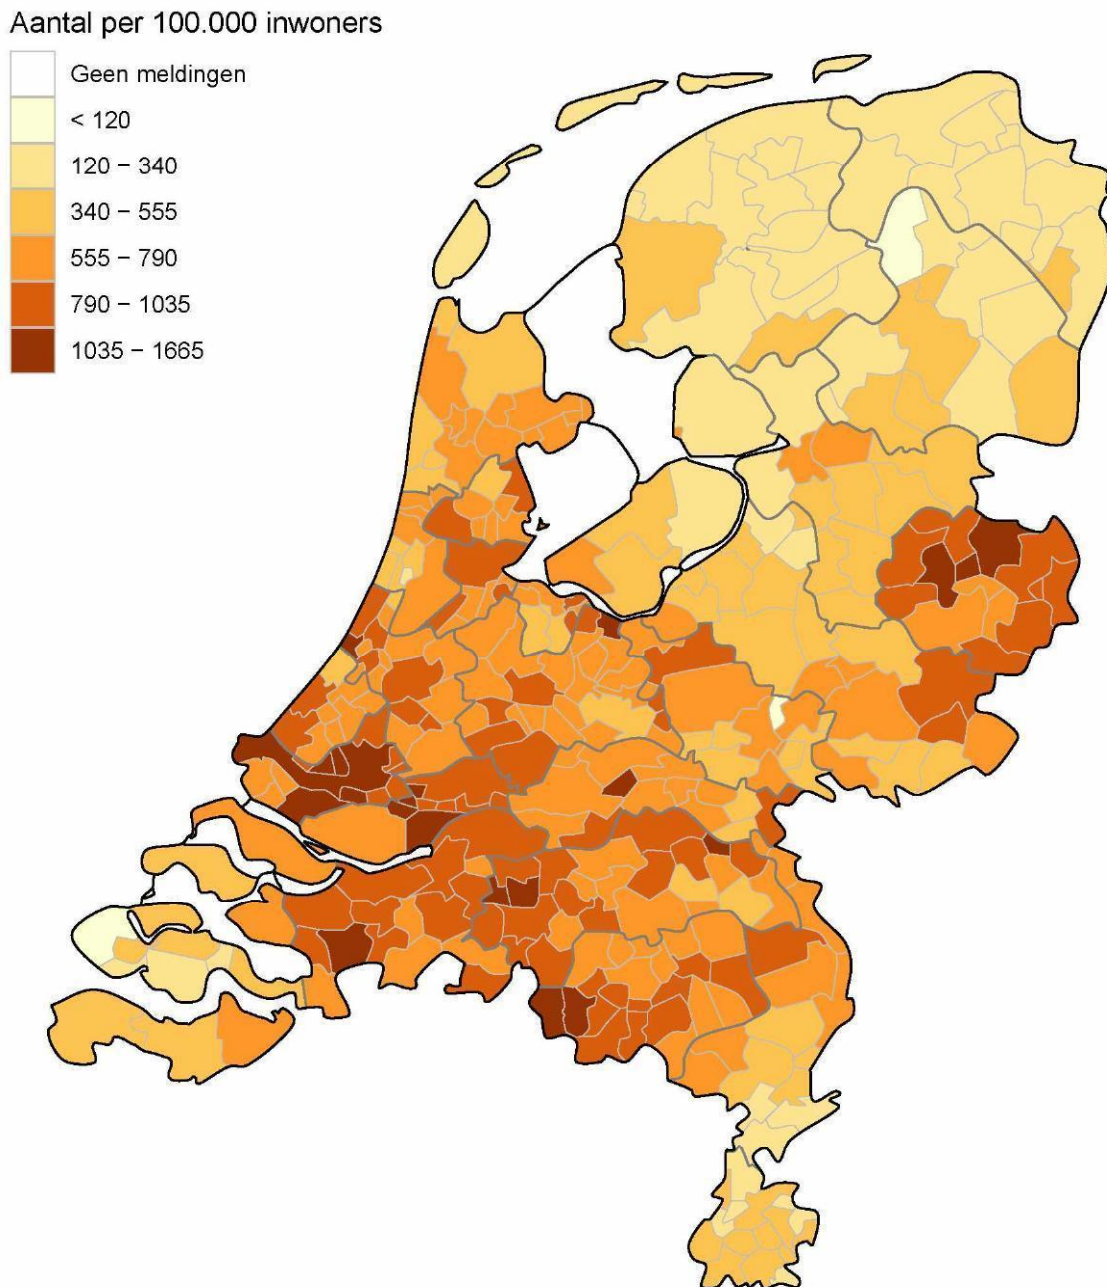 Aantal per 100.000 inwoners
Geen meldingen
< 120
120 − 340
340 − 555
555 − 790
790 − 1035
1035 − 1665